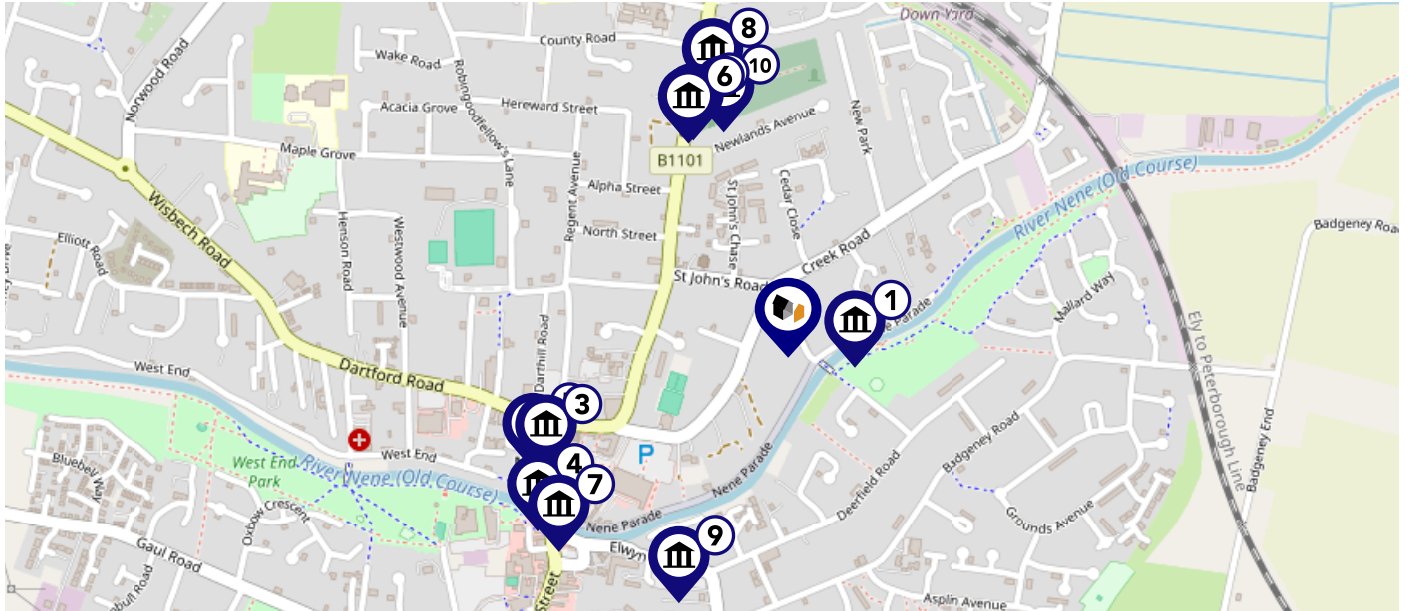 Down Yard
8
County Road
Wake Road
Norwood Road
Robingoodfellow's Lane
10
6
Acacia Grove
Hereward Street
New Park
Newlands Avenue
Maple Grove
B1101
River Nene (Old Course)
Regent Avenue
Alpha Street
St John's Chase
Cedar Close
Wisbech Road
Henson Road
Westwood Avenue
North Street
Elliott Road
Creek Road
Badgeney Road
St John's Road
Mallard Way
1
Parade
Ely to Peterborough Line
Darthill Road
West End
Dartford Road
3
Badgeney Road
Badgeney End
P
West End
4
7
Bluebell Way
West End
Park
River Nene (Old Course)
Nene Parade
Deerfield Road
Oxbow Crescent
Nene Parade
Grounds Avenue
9
Gaul Road
Elwyn
Street
Asplin Avenue